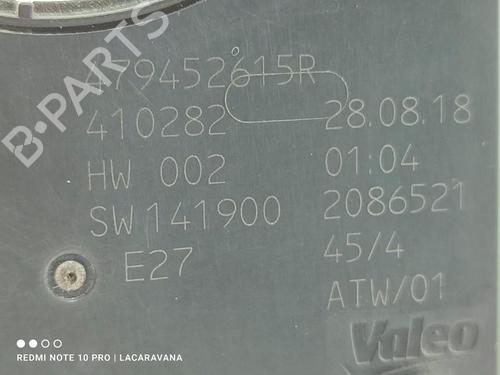 479452615R
410282 28.08.18
HW 002 01:04
SW141900 2086521
E27 45/4
ATW/01
Valeo
B-PARTS
REDMI NOTE 10 PRO | LACARAVANA